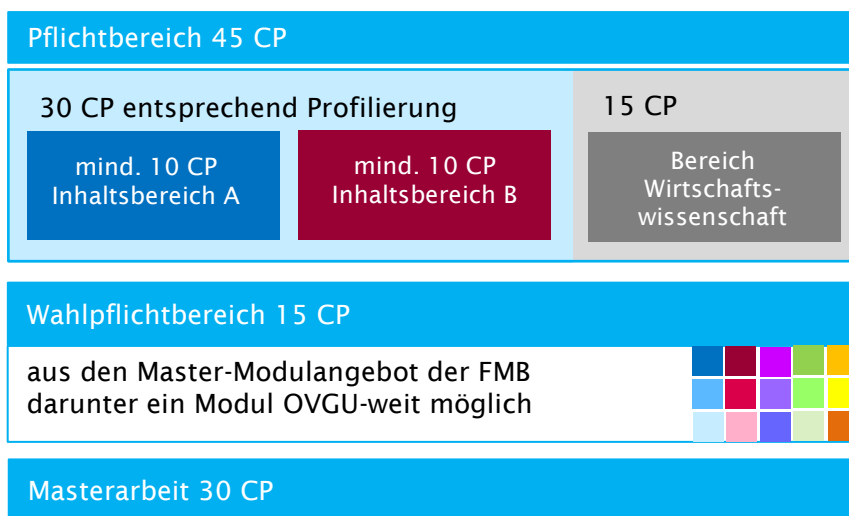 Pflichtbereich 45 CP
30 CP entsprechend Profilierung
15 CP
mind. 10 CP
Inhaltsbereich A
mind. 10 CP
Inhaltsbereich B
Bereich
Wirtschafts-
wissenschaft
Wahlpflichtbereich 15 CP
aus den Master-Modulangebot der FMB
darunter ein Modul OVGU-weit möglich
Masterarbeit 30 CP